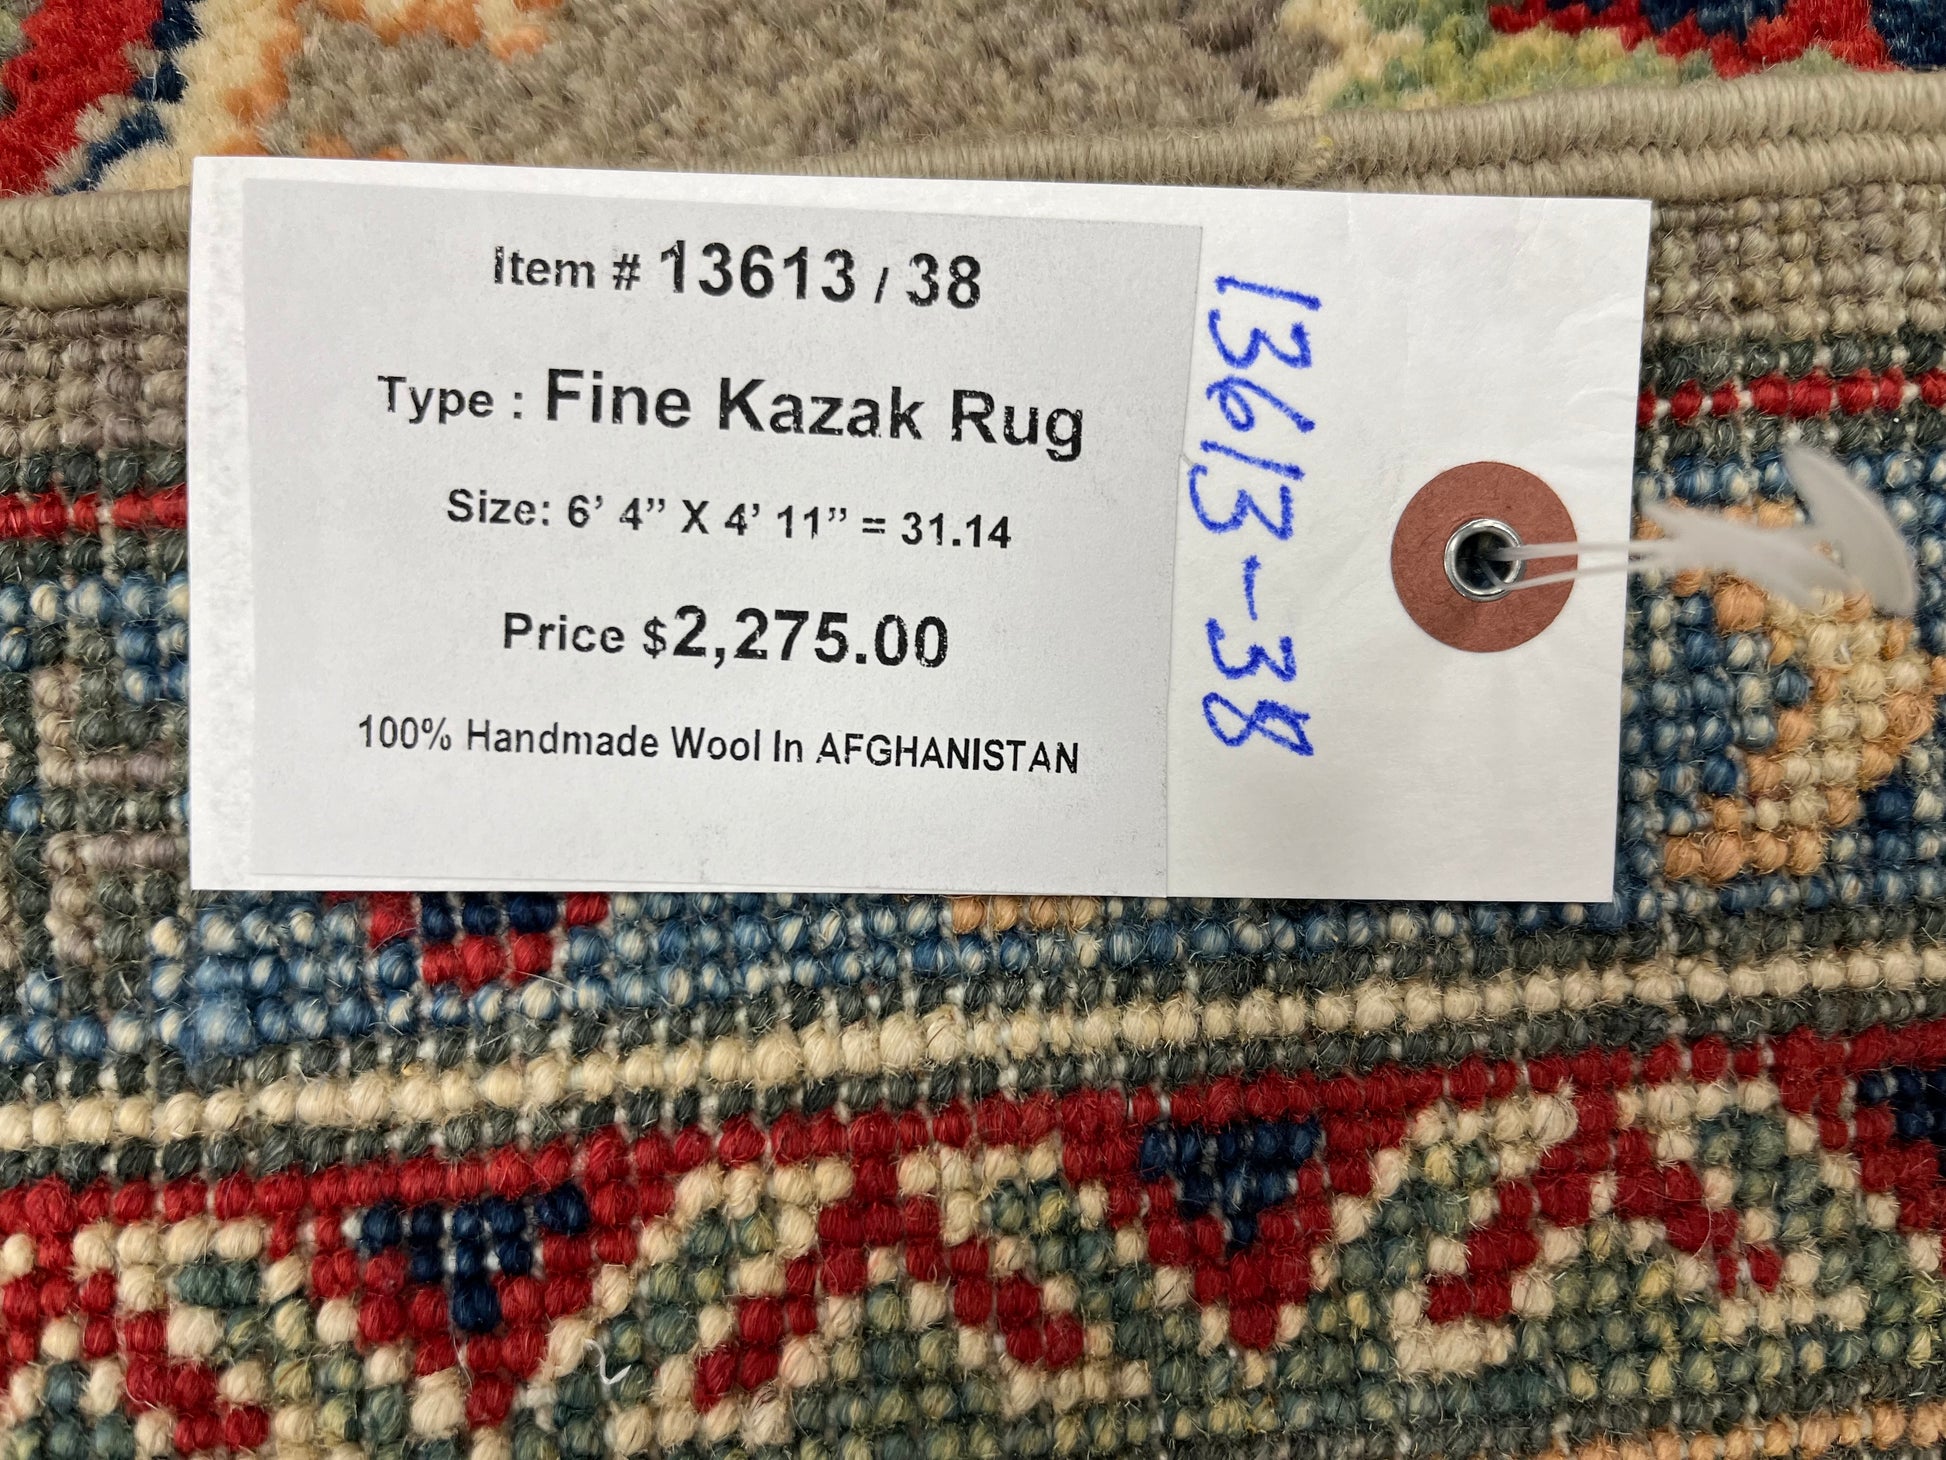 Item # 13613 / 38
Type : Fine Kazak Rug
Size: 6’ 4” X 4’ 11” = 31.14
Price $2,275.00
100% Handmade Wool In AFGHANISTAN
13613-38